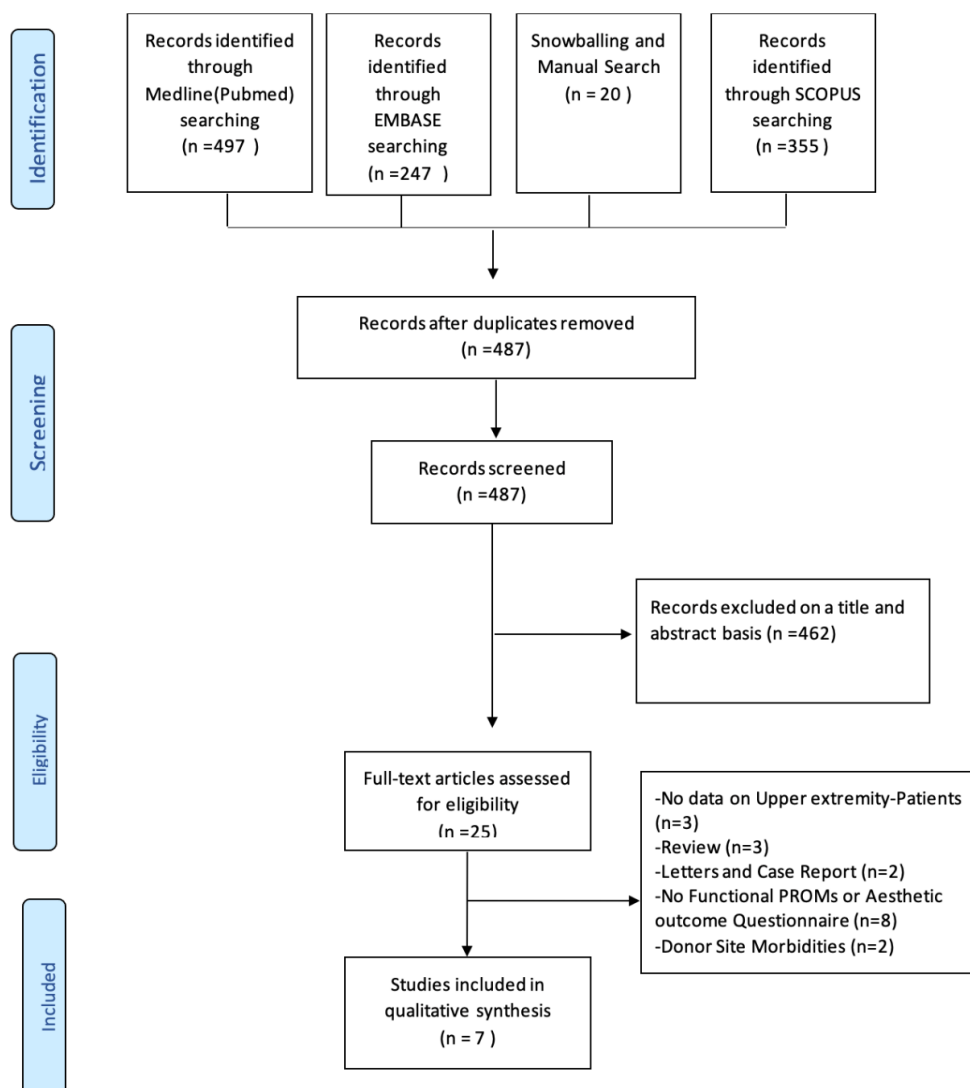 Identification
Records identified
through
Medline(Pubmed)
searching
(n =497 )
Records
identified
through
EMBASE
searching
(n =247 )
Snowballing and
Manual Search
(n = 20 )
Records
identified
through SCOPUS
searching
(n =355 )
Screening
Records after duplicates removed
(n =487)
Records screened
(n =487)
Records excluded on a title and
abstract basis (n =462)
Eligibility
Full-text articles assessed
for eligibility
(n =25)
-No data on Upper extremity-Patients
(n=3)
-Review (n=3)
-Letters and Case Report (n=2)
-No Functional PROMs or Aesthetic
outcome Questionnaire (n=8)
-Donor Site Morbidities (n=2)
Included
Studies included in
qualitative synthesis
(n = 7 )